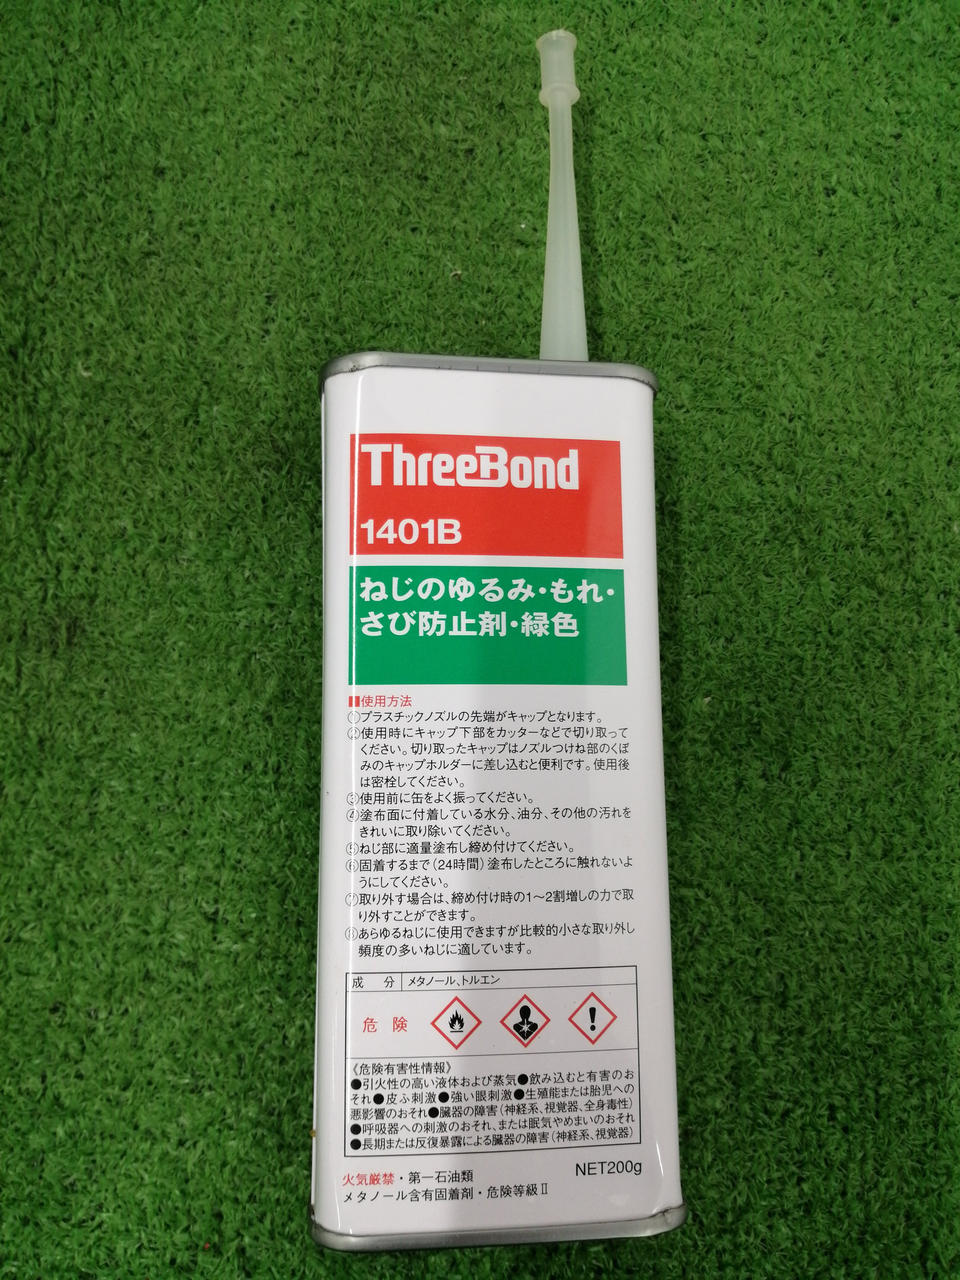 ThreeBond
1401B
ねじのゆるみ・もれ・
さび防止剤・緑色
■使用方法
①プラスチックノズルの先端がキャップとなります。
②使用時にキャップ下部をカッターなどで切り取って
ください。切り取ったキャップはノズルつけね部のくぼ
みのキャップホルダーに差し込むと便利です。使用後
は密栓してください。
③使用前に缶をよく振ってください。
④塗布面に付着している水分、油分、その他の汚れを
きれいに取り除いてください。
⑤ねじ部に適量塗布し締め付けてください。
⑥固着するまで(24時間)塗布したところに触れないよ
うにしてください。
⑦取り外す場合は、締め付け時の1〜2割増しの力で取
り外すことができます。
⑧あらゆるねじに使用できますが比較的小さな取り外し
頻度の多いねじに適しています。
成 分 メタノール、トルエン
危 険
《危険有害性情報》
●引火性の高い液体および蒸気●飲み込むと有害のお
それ●皮ふ刺激●強い眼刺激●生殖能または胎児への
悪影響のおそれ●臓器の障害(神経系、視覚器、全身毒性)
●呼吸器への刺激のおそれ、または眠気やめまいのおそれ
●長期または反復暴露による臓器の障害(神経系、視覚器)
NET200g
火気厳禁・第一石油類
メタノール含有固着剤・危険等級Ⅱ